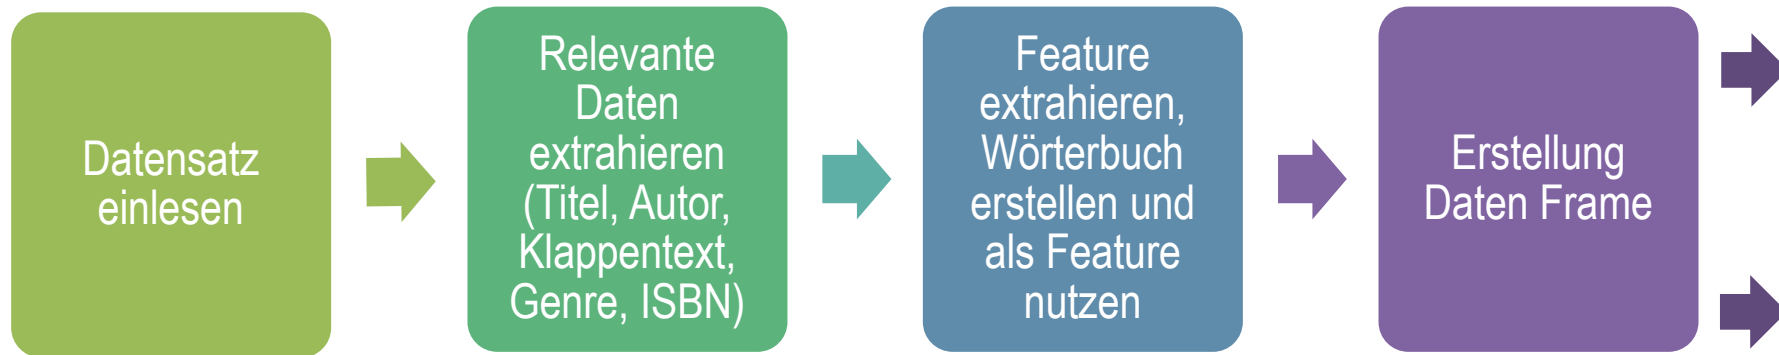 Datensatz
einlesen
Relevante
Daten
extrahieren
(Titel, Autor,
Klappentext,
Genre, ISBN)
Feature
extrahieren,
Wörterbuch
erstellen und
als Feature
nutzen
Erstellung
Daten Frame